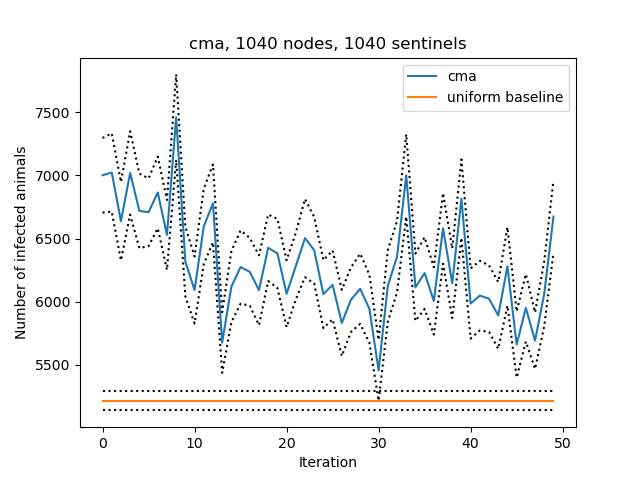 cma, 1040 nodes, 1040 sentinels
cma
uniform baseline
Number of infected animals
7500
7000
6500
6000
5500
0 10 20 30 40 50
Iteration